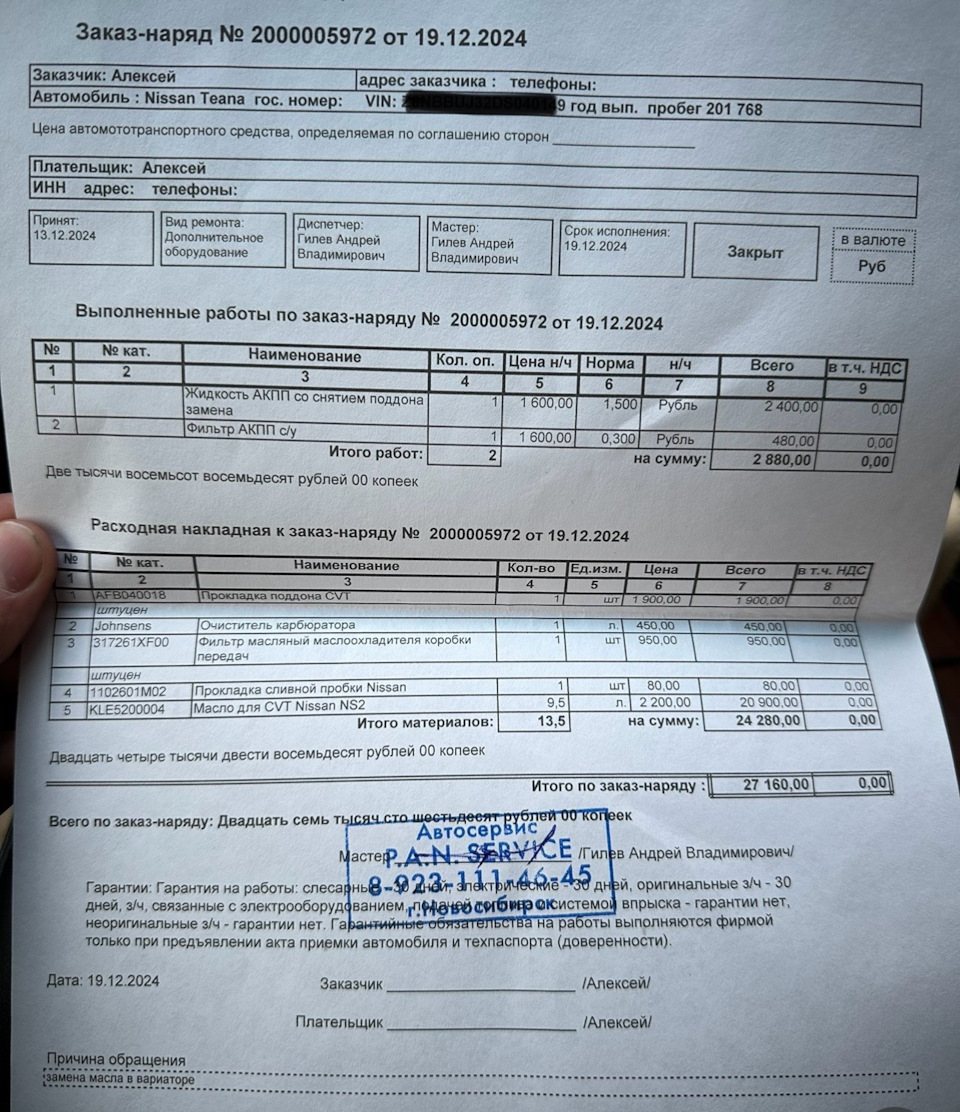 Заказ-наряд № 2000005972 от 19.12.2024
Заказчик: Алексей адрес заказчика : телефоны:
Автомобиль : Nissan Teana гос. номер: VIN: 9 год вып. пробег 201 768
Цена автомототранспортного средства, определяемая по соглашению сторон
Плательщик: Алексей
ИНН адрес: телефоны:
Принят: 13.12.2024
Вид ремонта: Дополнительное оборудование
Диспетчер: Гилев Андрей Владимирович
Мастер: Гилев Андрей Владимирович
Срок исполнения: 19.12.2024
Закрыт
в валюте
Руб
Выполненные работы по заказ-наряду № 2000005972 от 19.12.2024
№ № кат. Наименование Кол. оп. Цена н/ч Норма н/ч Всего в т.ч. НДС
1 2 3 4 5 6 7 8 9
1 Жидкость АКПП со снятием поддона замена 1 1 600,00 1,500 Рубль 2 400,00 0,00
2 Фильтр АКПП с/у 1 1 600,00 0,300 Рубль 480,00 0,00
Итого работ: 2 на сумму: 2 880,00 0,00
Две тысячи восемьсот восемьдесят рублей 00 копеек
Расходная накладная к заказ-наряду № 2000005972 от 19.12.2024
№ № кат. Наименование Кол-во Ед.изм. Цена Всего в т.ч. НДС
1 2 3 4 5 6 7 8
1 AFB040018 Прокладка поддона CVT 1 шт 1 900,00 1 900,00 0,00
штуцен
2 Johnsens Очиститель карбюратора 1 л. 450,00 450,00 0,00
3 317261XF00 Фильтр масляный маслоохладителя коробки передач 1 шт 950,00 950,00 0,00
штуцен
4 1102601M02 Прокладка сливной пробки Nissan 1 шт 80,00 80,00 0,00
5 KLE5200004 Масло для CVT Nissan NS2 9,5 л. 2 200,00 20 900,00 0,00
Итого материалов: 13,5 на сумму: 24 280,00 0,00
Двадцать четыре тысячи двести восемьдесят рублей 00 копеек
Итого по заказ-наряду : 27 160,00 0,00
Всего по заказ-наряду: Двадцать семь тысяч сто шестьдесят рублей 00 копеек
Автосервис
P.A.N. SERVICE
8-923-111-46-45
г.Новосибирск
Мастер /Гилев Андрей Владимирович/
Гарантии: Гарантия на работы: слесарные - 30 дней, электрические - 30 дней, оригинальные з/ч - 30
дней, з/ч, связанные с электрооборудованием, подачей топлива и системой впрыска - гарантии нет,
неоригинальные з/ч - гарантии нет. Гарантийные обязательства на работы выполняются фирмой
только при предъявлении акта приемки автомобиля и техпаспорта (доверенности).
Дата: 19.12.2024 Заказчик /Алексей/
Плательщик /Алексей/
Причина обращения
замена масла в вариаторе